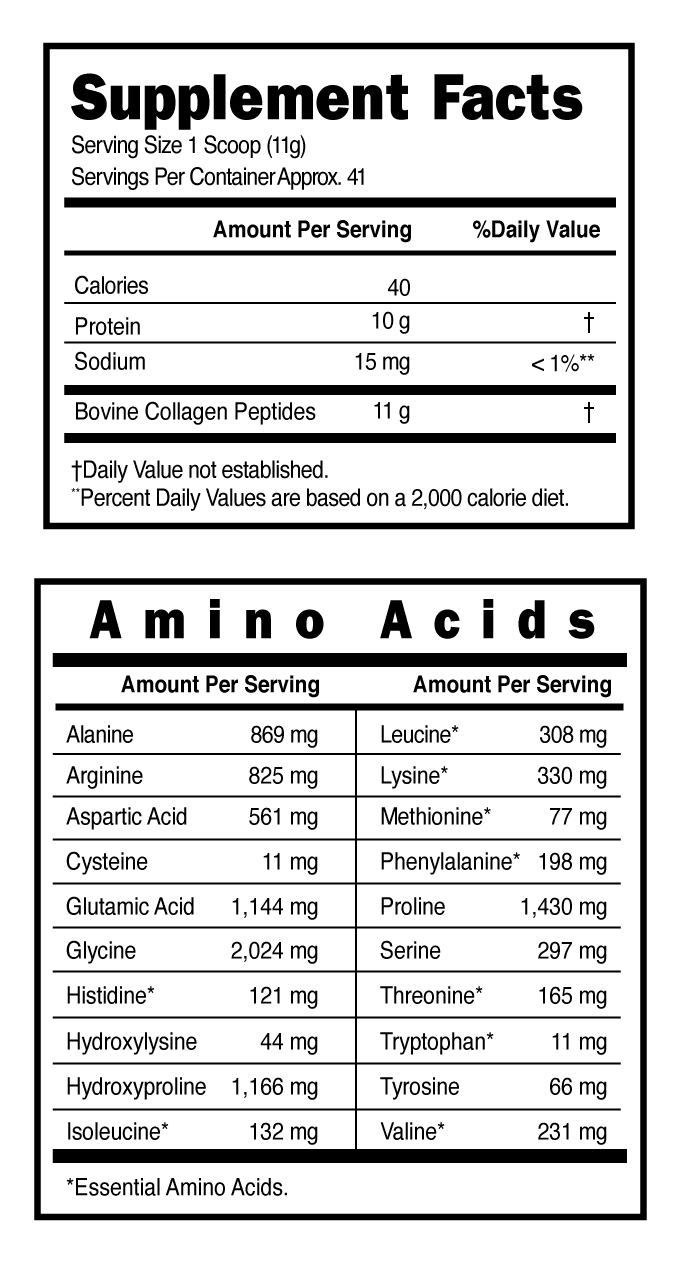 Supplement Facts
Serving Size 1 Scoop (11g)
Servings Per Container Approx. 41
Amount Per Serving %Daily Value
Calories 40
Protein 10 g †
Sodium 15 mg < 1%**
Bovine Collagen Peptides 11 g †
†Daily Value not established.
**Percent Daily Values are based on a 2,000 calorie diet.
Amino Acids
Amount Per Serving Amount Per Serving
Alanine 869 mg Leucine* 308 mg
Arginine 825 mg Lysine* 330 mg
Aspartic Acid 561 mg Methionine* 77 mg
Cysteine 11 mg Phenylalanine* 198 mg
Glutamic Acid 1,144 mg Proline 1,430 mg
Glycine 2,024 mg Serine 297 mg
Histidine* 121 mg Threonine* 165 mg
Hydroxylysine 44 mg Tryptophan* 11 mg
Hydroxyproline 1,166 mg Tyrosine 66 mg
Isoleucine* 132 mg Valine* 231 mg
*Essential Amino Acids.